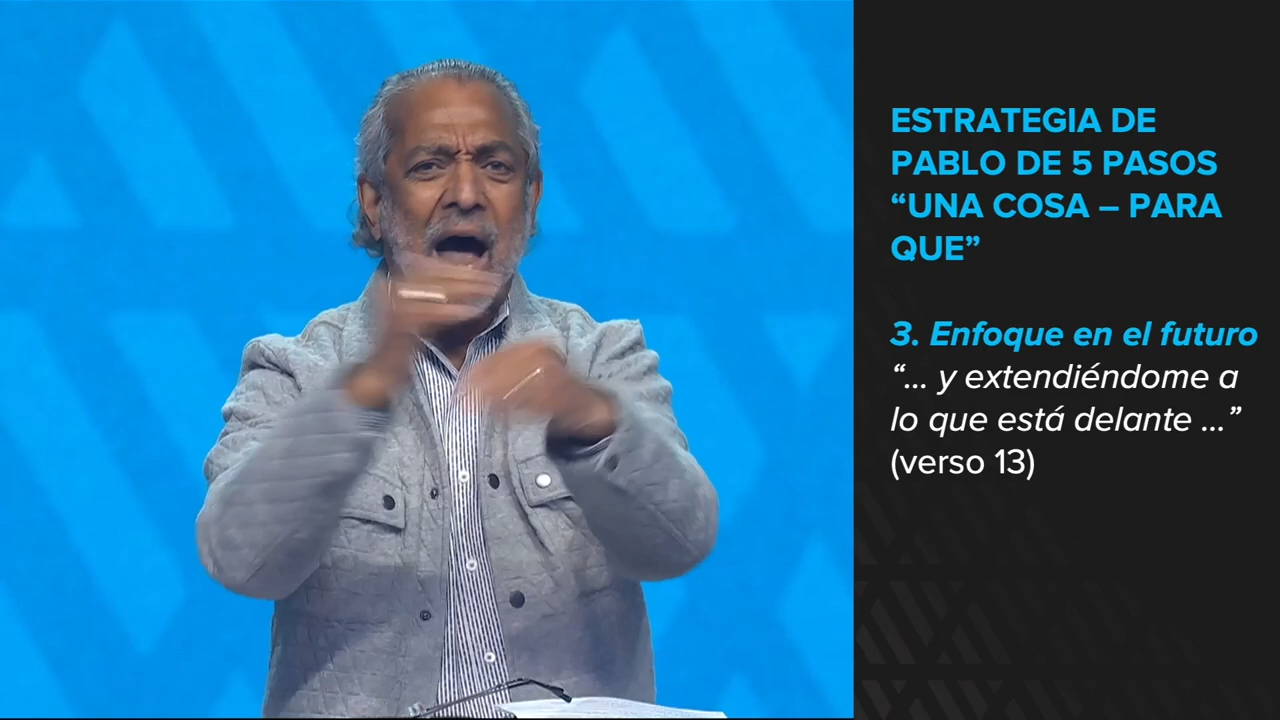 ESTRATEGIA DE
PABLO DE 5 PASOS
“UNA COSA – PARA
QUE”
3. Enfoque en el futuro
“... y extendiéndome a
lo que está delante ...”
(verso 13)